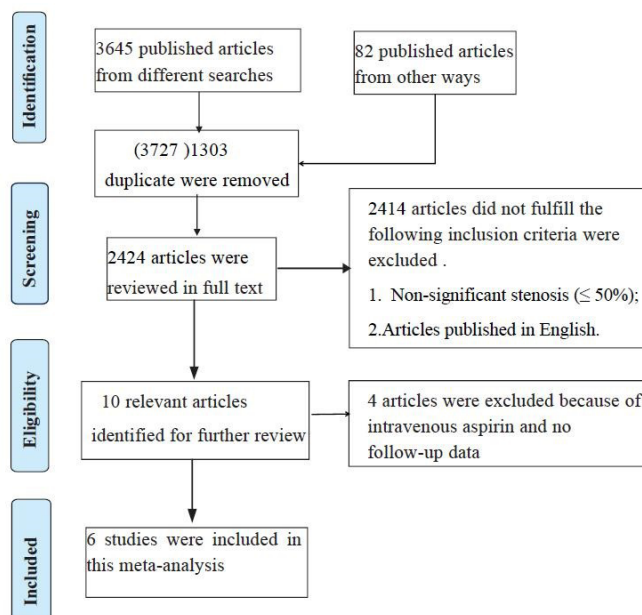 Identification
3645 published articles
from different searches
82 published articles
from other ways
(3727 )1303
duplicate were removed
Screening
2424 articles were
reviewed in full text
2414 articles did not fulfill the
following inclusion criteria were
excluded .
1. Non-significant stenosis (≤ 50%);
2.Articles published in English.
Eligibility
10 relevant articles
identified for further review
4 articles were excluded because of
intravenous aspirin and no
follow-up data
Included
6 studies were included in
this meta-analysis